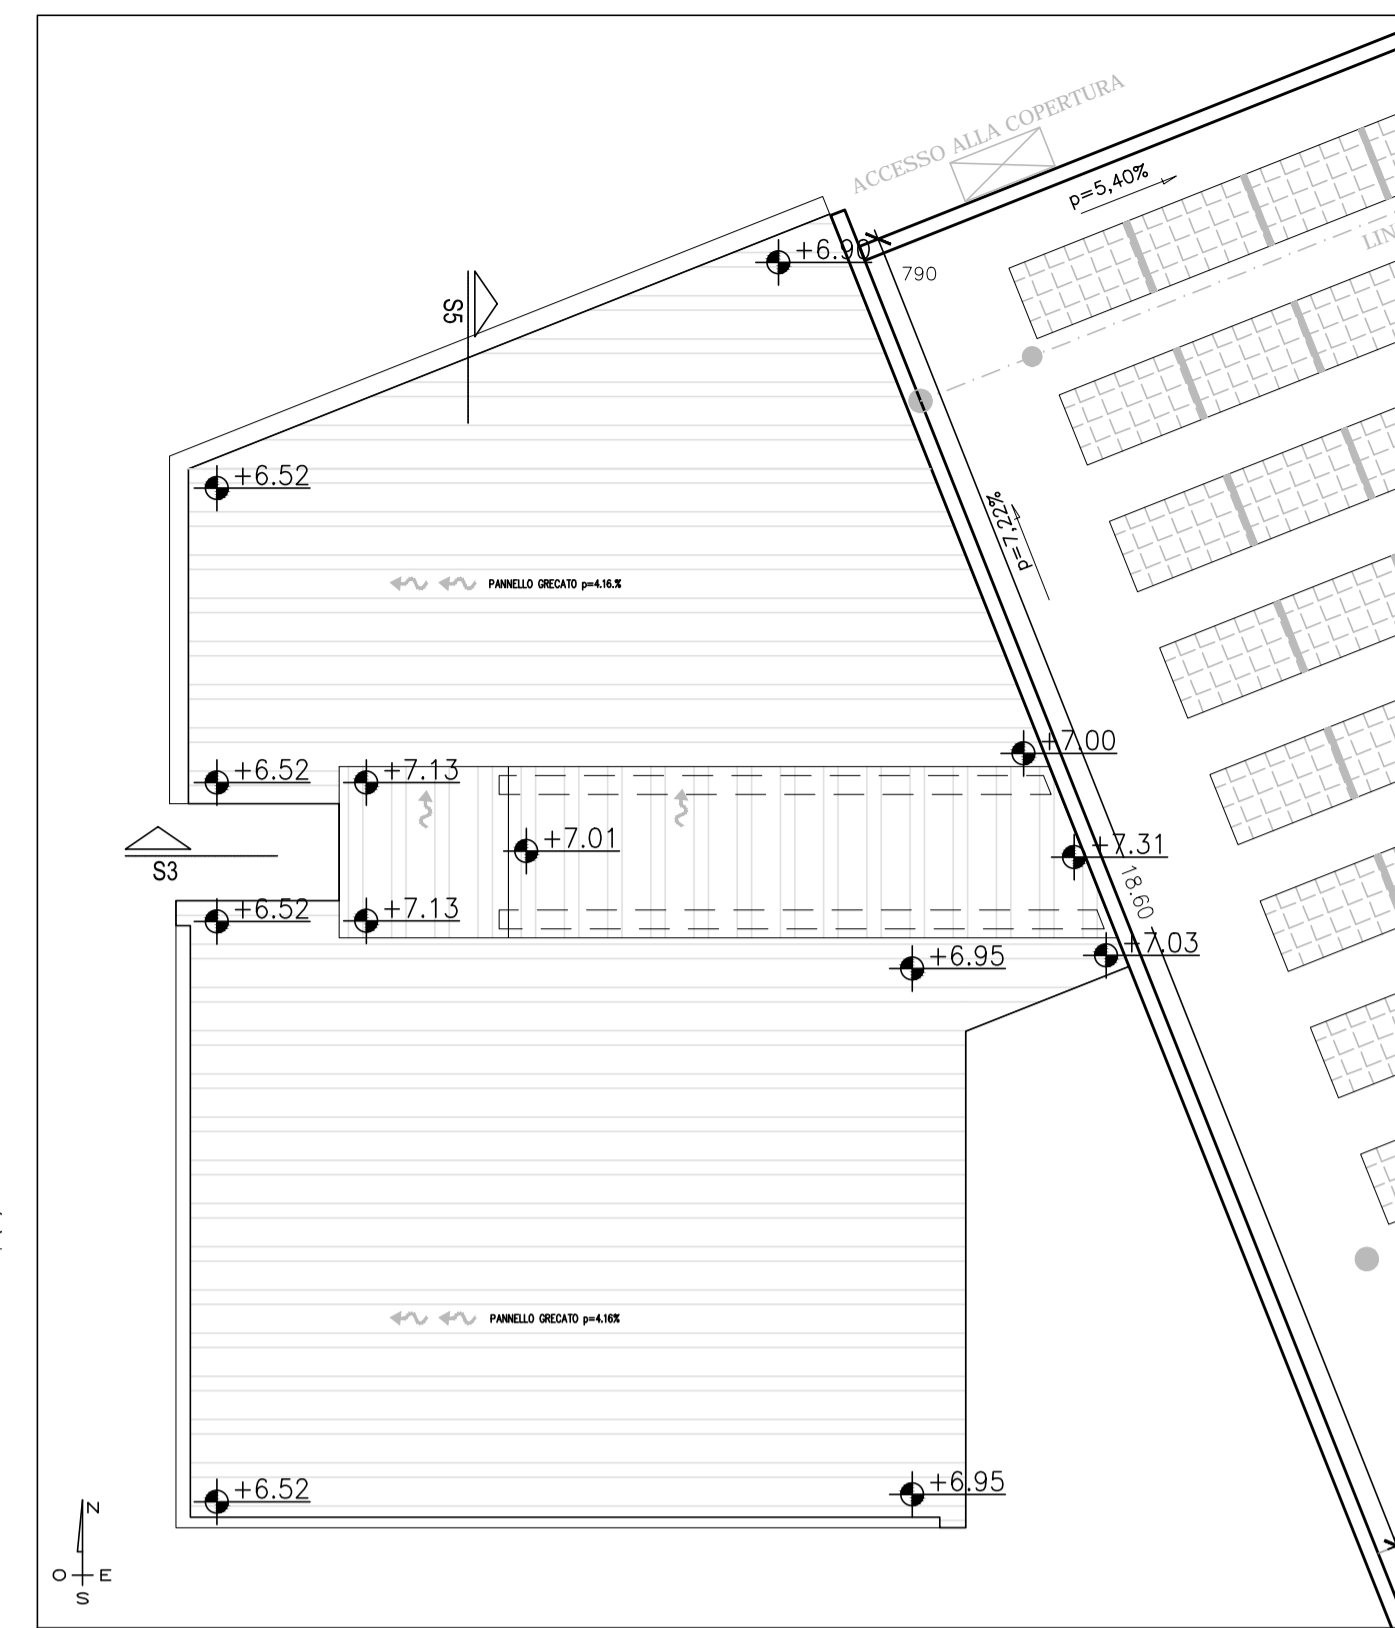 ACCESSO ALLA COPERTURA
p=5,40%
LIN
+6.90
790
S5
+6.52
p=7,22%
PANNELLO GRECATO p=4.16.%
+7.00
+6.52
+7.13
+7.01
+7.31
S3
18.60
+6.52
+7.13
+7.03
+6.95
PANNELLO GRECATO p=4.16%
+6.52
+6.95
N
O
E
S